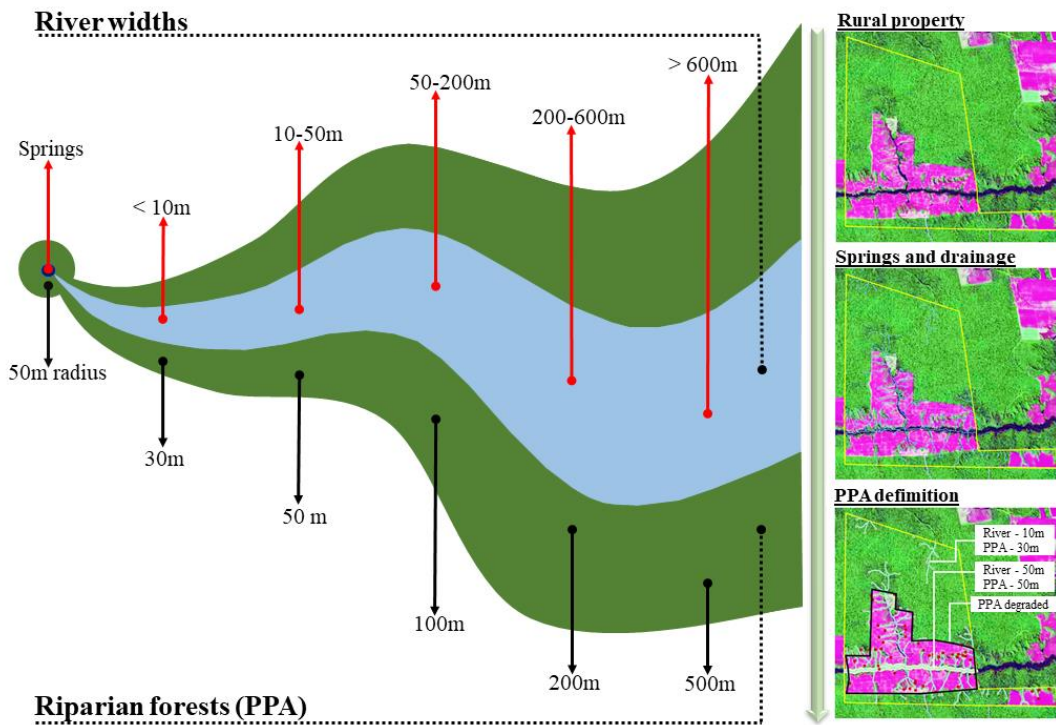 River widths
> 600m
50-200m
200-600m
10-50m
Springs
< 10m
50m radius
30m
50 m
100m
200m
500m
Riparian forests (PPA)
Rural property
Springs and drainage
PPA defimition
River - 10m
PPA - 30m
River - 50m
PPA - 50m
PPA degraded